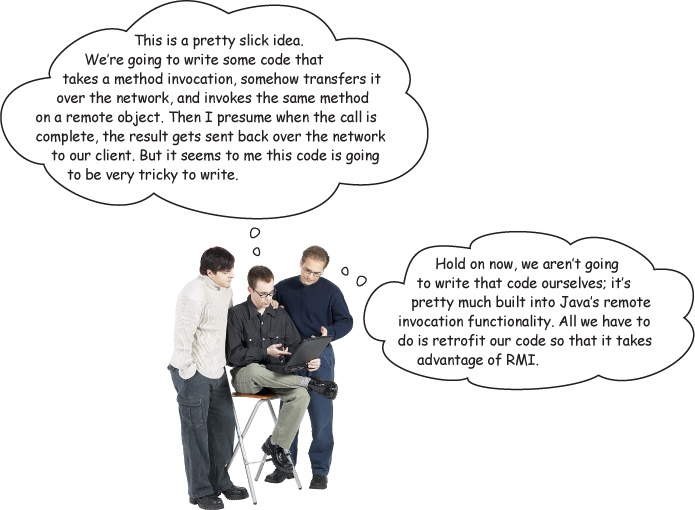 This is a pretty slick idea.
We're going to write some code that
takes a method invocation, somehow transfers it
over the network, and invokes the same method
on a remote object. Then I presume when the call is
complete, the result gets sent back over the network
to our client. But it seems to me this code is going
to be very tricky to write.
Hold on now, we aren't going
to write that code ourselves; it's
pretty much built into Java's remote
invocation functionality. All we have to
do is retrofit our code so that it takes
advantage of RMI.